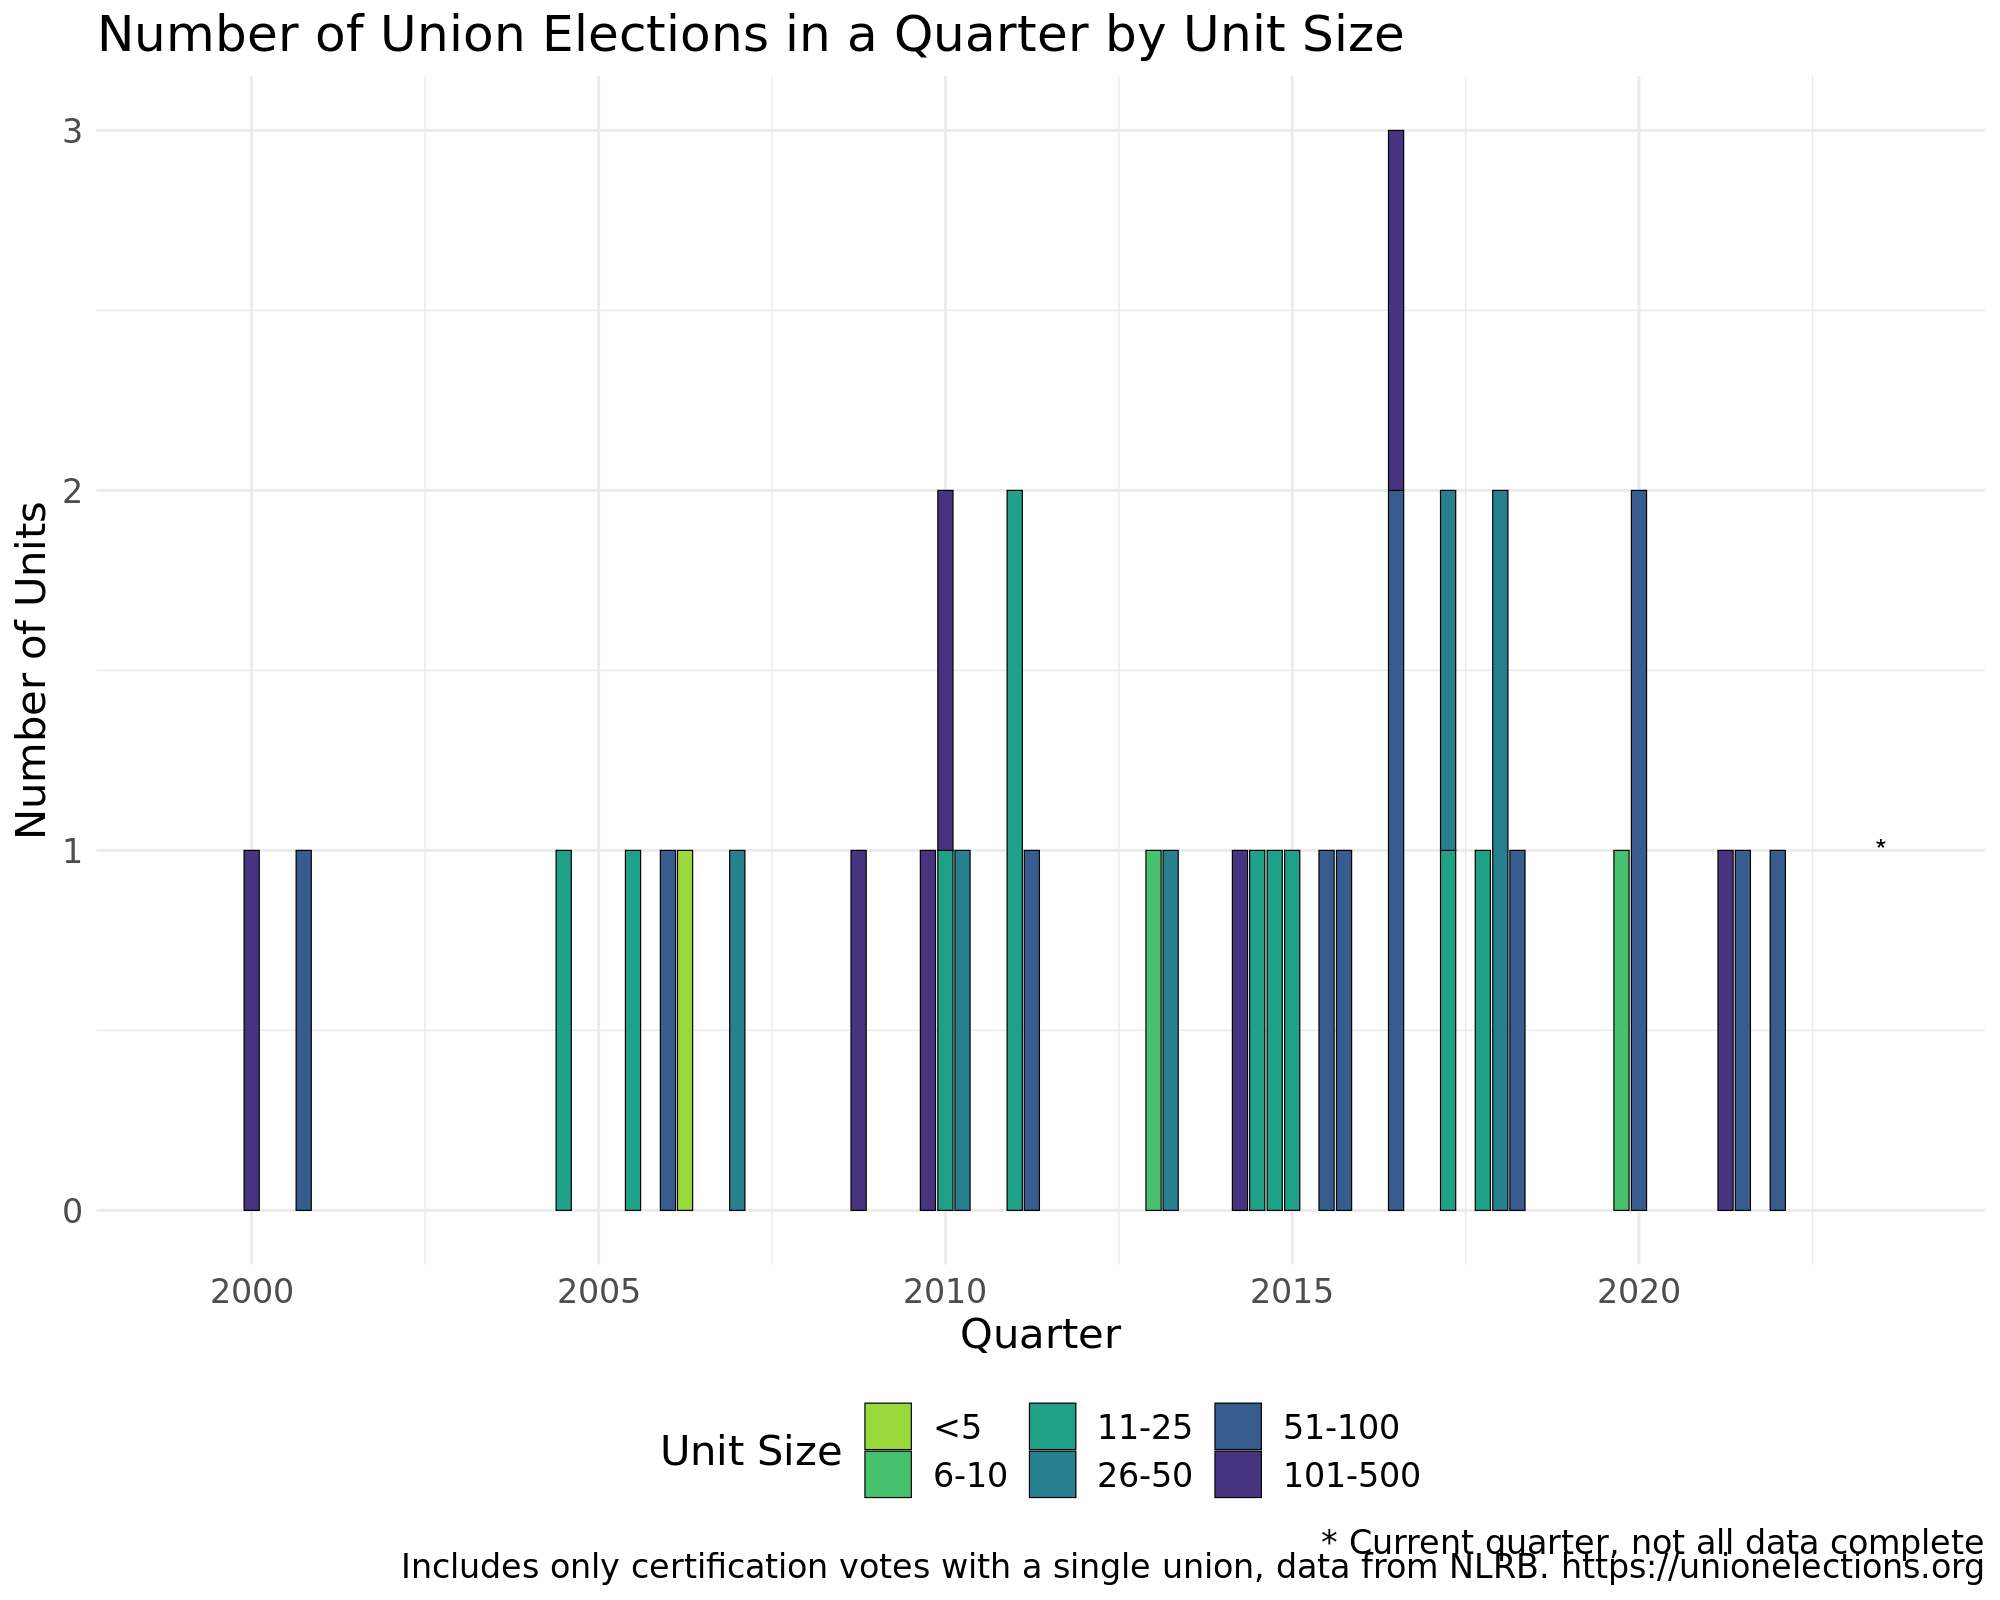 Number of Union Elections in a Quarter by Unit Size
Number of Units
3
2
1
0
*
2000 2005 2010 2015 2020
Quarter
Unit Size
<5 11-25 51-100
6-10 26-50 101-500
* Current quarter, not all data complete
Includes only certification votes with a single union, data from NLRB. https://unionelections.org